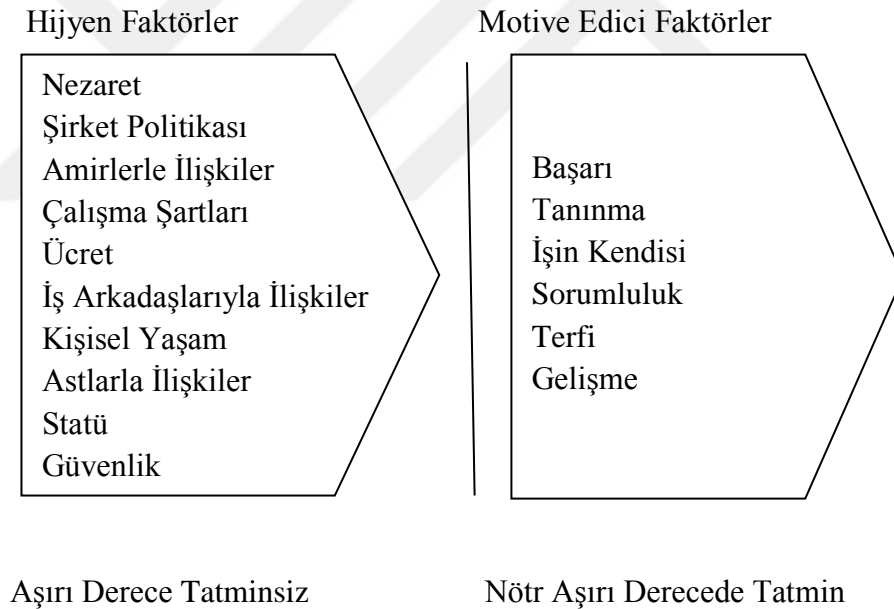 Hijyen Faktörler
Nezaret
Şirket Politikası
Amirlerle İlişkiler
Çalışma Şartları
Ücret
İş Arkadaşlarıyla İlişkiler
Kişisel Yaşam
Astlarla İlişkiler
Statü
Güvenlik
Aşırı Derece Tatminsiz
Motive Edici Faktörler
Başarı
Tanınma
İşin Kendisi
Sorumluluk
Terfi
Gelişme
Nötr Aşırı Derecede Tatmin